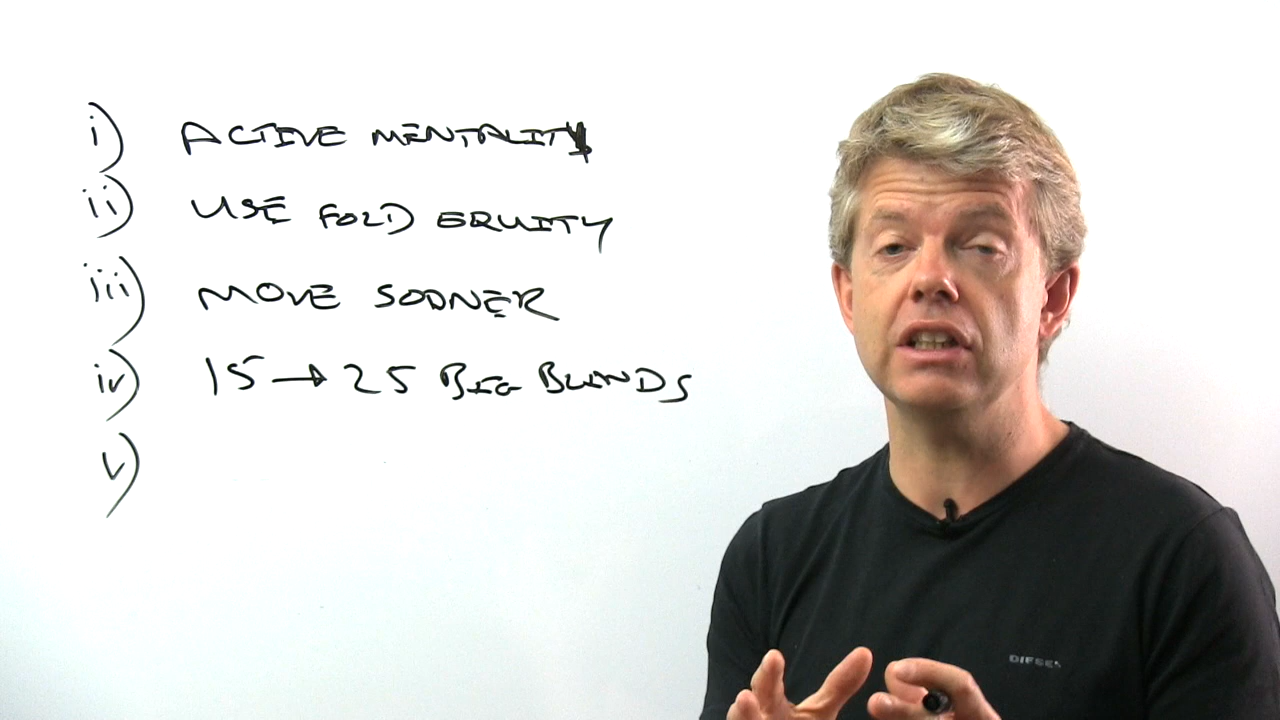 i) ACTIVE MENTALITY
ii) USE FOLD EQUITY
iii) MOVE SOONER
iv) 15 → 25 BIG BLINDS
v)
DIESEL